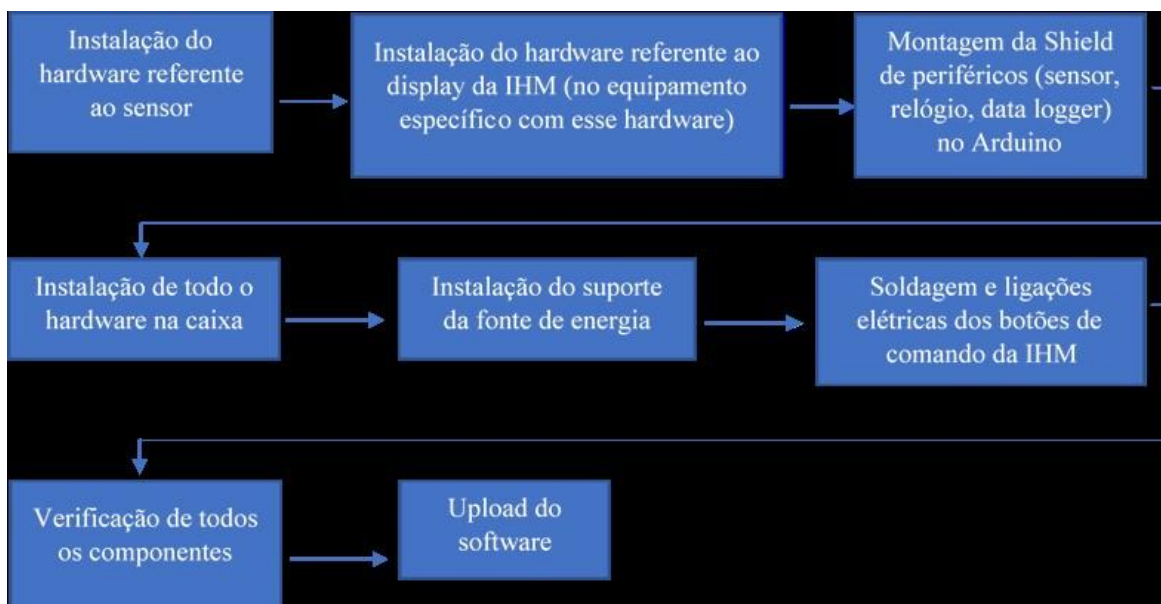 Instalação do
hardware referente
ao sensor
Instalação do hardware referente ao
display da IHM (no equipamento
específico com esse hardware)
Montagem da Shield
de periféricos (sensor,
relógio, data logger)
no Arduino
Instalação de todo o
hardware na caixa
Instalação do suporte
da fonte de energia
Soldagem e ligações
elétricas dos botões de
comando da IHM
Verificação de todos
os componentes
Upload do
software